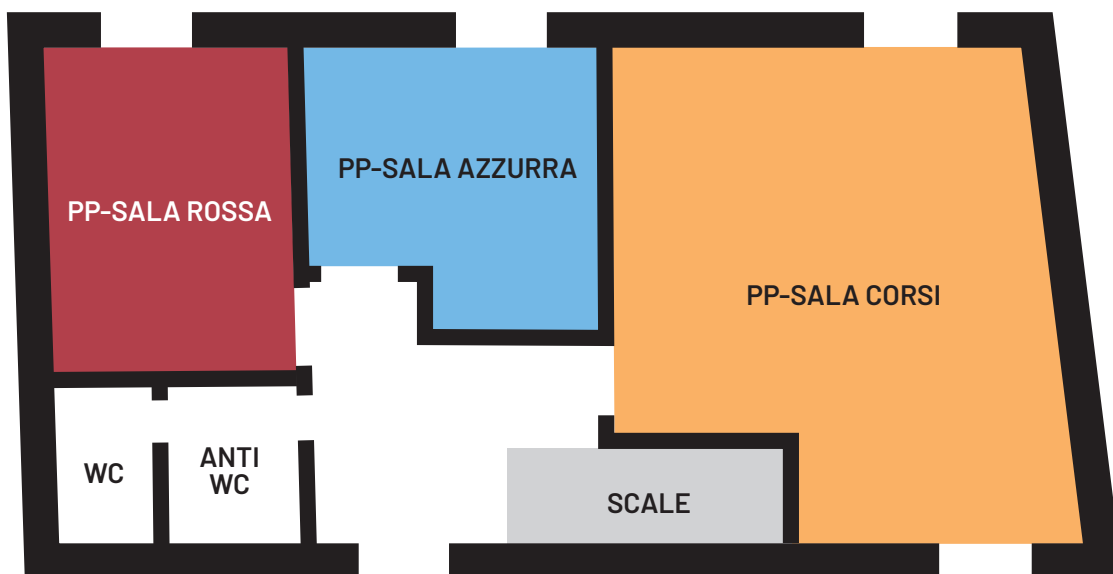 PP-SALA AZZURRA
PP-SALA ROSSA
PP-SALA CORSI
WC
ANTI
WC
SCALE